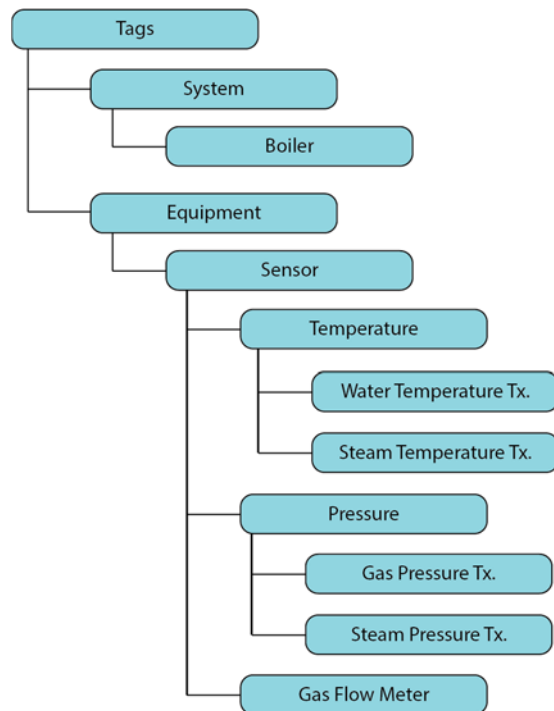 Tags
System
Boiler
Equipment
Sensor
Temperature
Water Temperature Tx.
Steam Temperature Tx.
Pressure
Gas Pressure Tx.
Steam Pressure Tx.
Gas Flow Meter